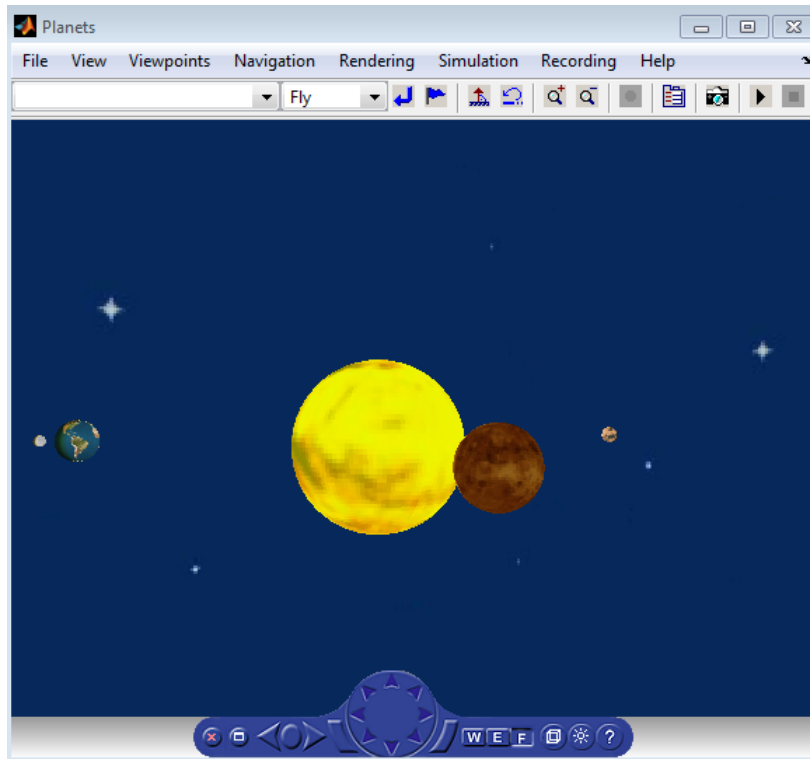 Planets
File View Viewpoints Navigation Rendering Simulation Recording Help
Fly
W E F ?